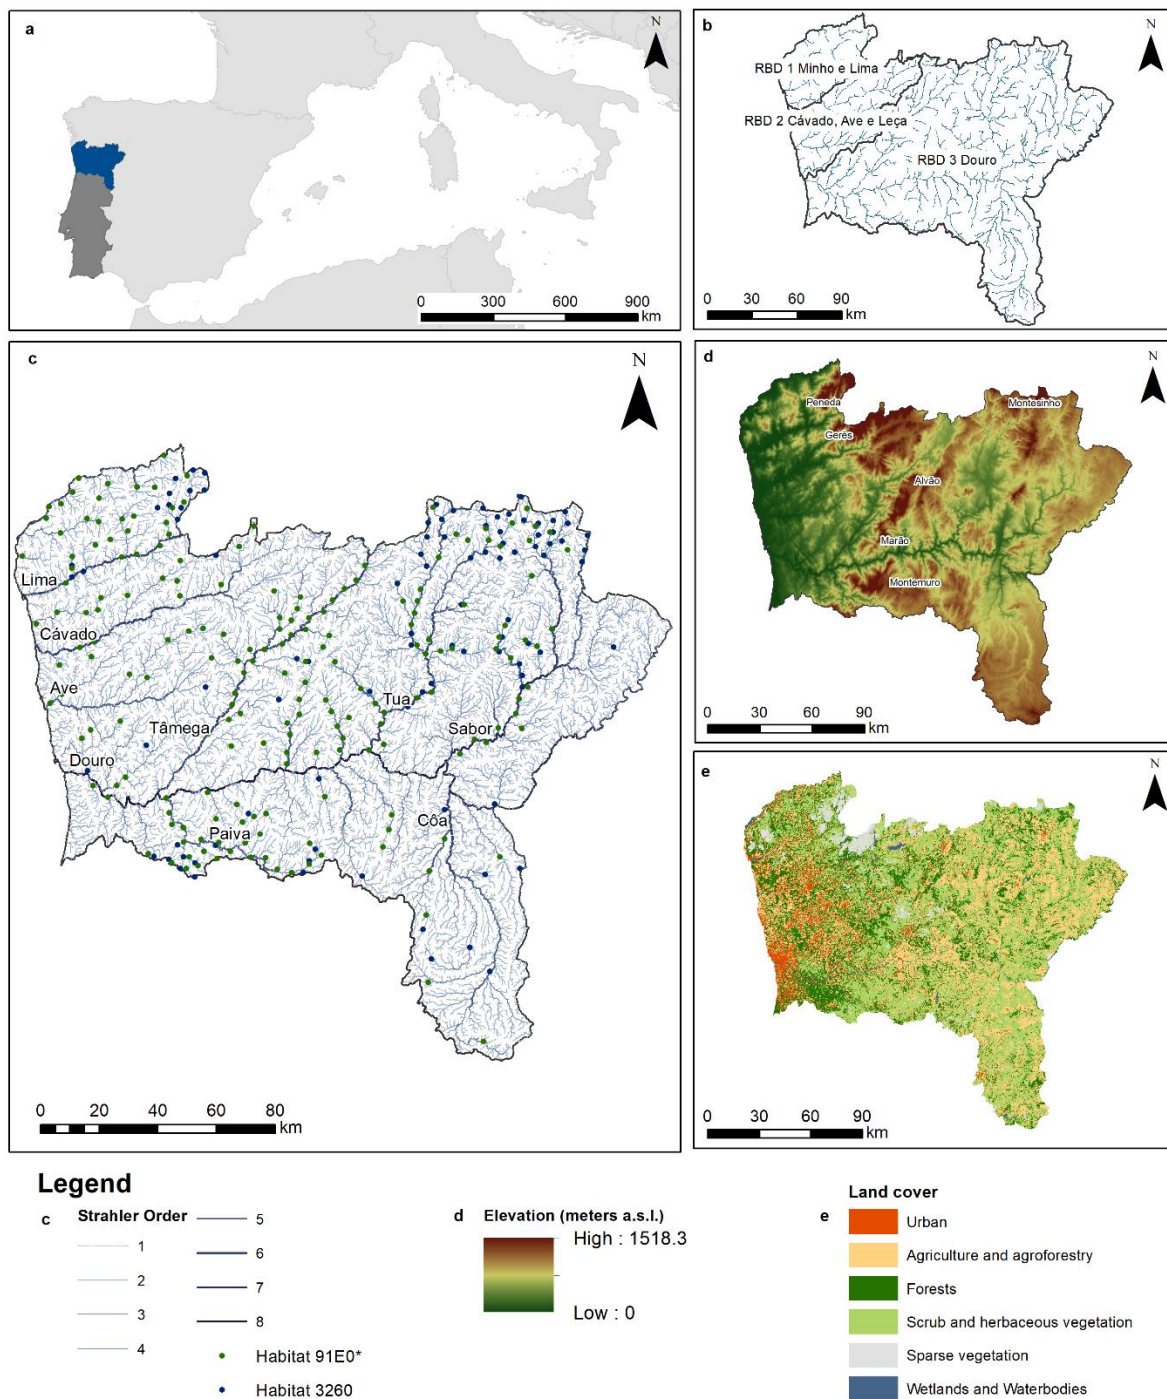 a
N
0 300 600 900
km
b
N
RBD 1 Minho e Lima
RBD 2 Cávado, Ave e Leça
RBD 3 Douro
0 30 60 90
km
c
N
Lima
Cávado
Ave
Tâmega
Douro
Tua
Sabor
Paiva
Côa
0 20 40 60 80
km
d
N
Peneda
Montesinho
Gerês
Alvão
Marão
Montemuro
0 30 60 90
km
e
N
0 30 60 90
km
Legend
c Strahler Order
1
2
3
4
5
6
7
8
Habitat 91E0*
Habitat 3260
d Elevation (meters a.s.l.)
High : 1518.3
Low : 0
Land cover
e
Urban
Agriculture and agroforestry
Forests
Scrub and herbaceous vegetation
Sparse vegetation
Wetlands and Waterbodies